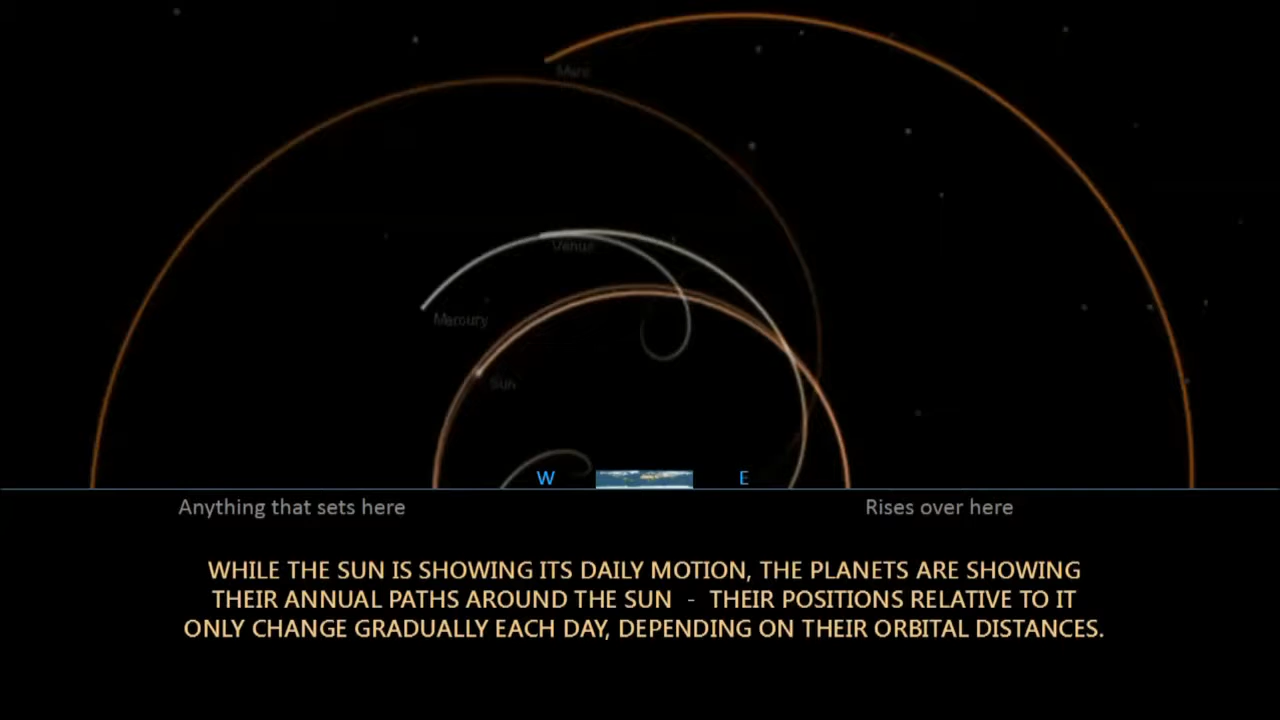 Mars
Venus
Mercury
Sun
W E
Anything that sets here Rises over here
WHILE THE SUN IS SHOWING ITS DAILY MOTION, THE PLANETS ARE SHOWING
THEIR ANNUAL PATHS AROUND THE SUN - THEIR POSITIONS RELATIVE TO IT
ONLY CHANGE GRADUALLY EACH DAY, DEPENDING ON THEIR ORBITAL DISTANCES.